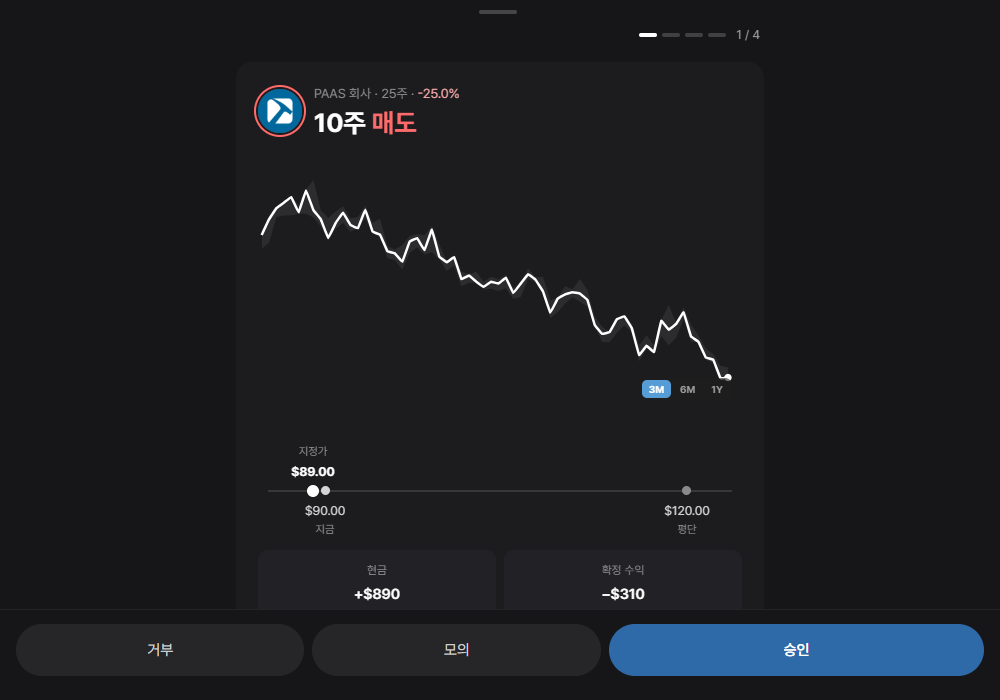 1 / 4
PAAS 회사 · 25주 · -25.0%
10주 매도
3M 6M 1Y
지정가
$89.00
$90.00 $120.00
지금 평단
현금 확정 수익
+$890 −$310
거부 모의 승인